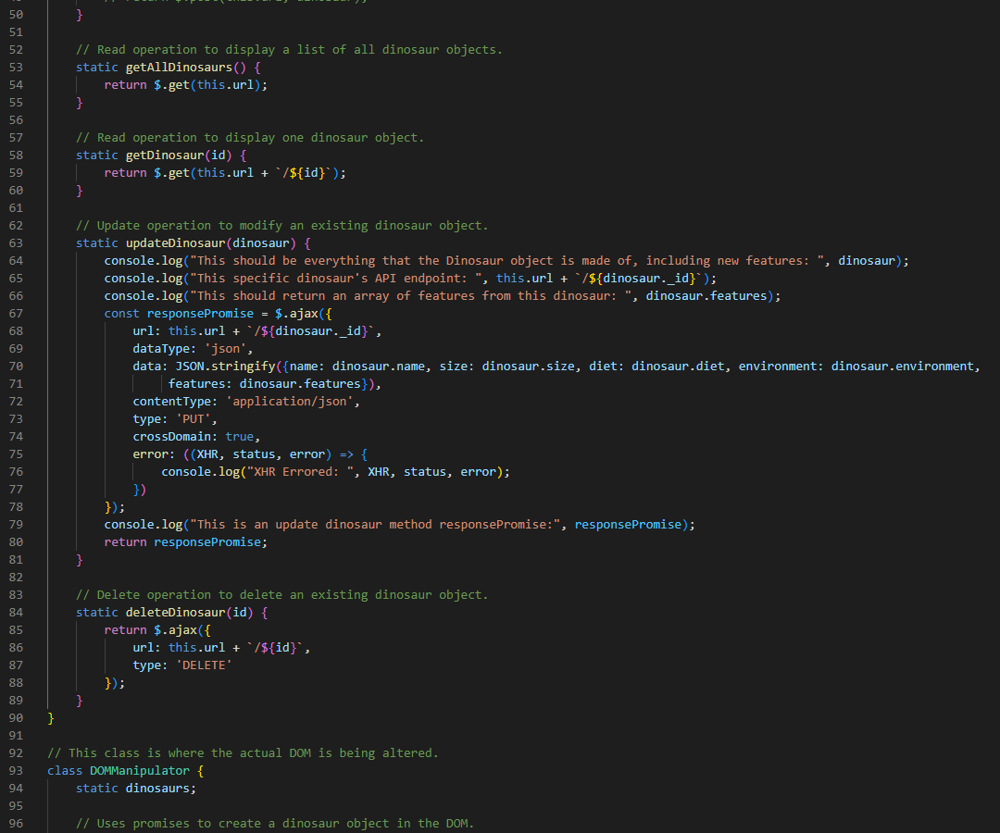 50 }
51
52 // Read operation to display a list of all dinosaur objects.
53 static getAllDinosaurs() {
54 return $.get(this.url);
55 }
56
57 // Read operation to display one dinosaur object.
58 static getDinosaur(id) {
59 return $.get(this.url + `/${id}`);
60 }
61
62 // Update operation to modify an existing dinosaur object.
63 static updateDinosaur(dinosaur) {
64 console.log("This should be everything that the Dinosaur object is made of, including new features: ", dinosaur);
65 console.log("This specific dinosaur's API endpoint: ", this.url + `/${dinosaur._id}`);
66 console.log("This should return an array of features from this dinosaur: ", dinosaur.features);
67 const responsePromise = $.ajax({
68 url: this.url + `/${dinosaur._id}`,
69 dataType: 'json',
70 data: JSON.stringify({name: dinosaur.name, size: dinosaur.size, diet: dinosaur.diet, environment: dinosaur.environment,
71 features: dinosaur.features}),
72 contentType: 'application/json',
73 type: 'PUT',
74 crossDomain: true,
75 error: ((XHR, status, error) => {
76 console.log("XHR Errored: ", XHR, status, error);
77 })
78 });
79 console.log("This is an update dinosaur method responsePromise:", responsePromise);
80 return responsePromise;
81 }
82
83 // Delete operation to delete an existing dinosaur object.
84 static deleteDinosaur(id) {
85 return $.ajax({
86 url: this.url + `/${id}`,
87 type: 'DELETE'
88 });
89 }
90 }
91
92 // This class is where the actual DOM is being altered.
93 class DOMManipulator {
94 static dinosaurs;
95
96 // Uses promises to create a dinosaur object in the DOM.